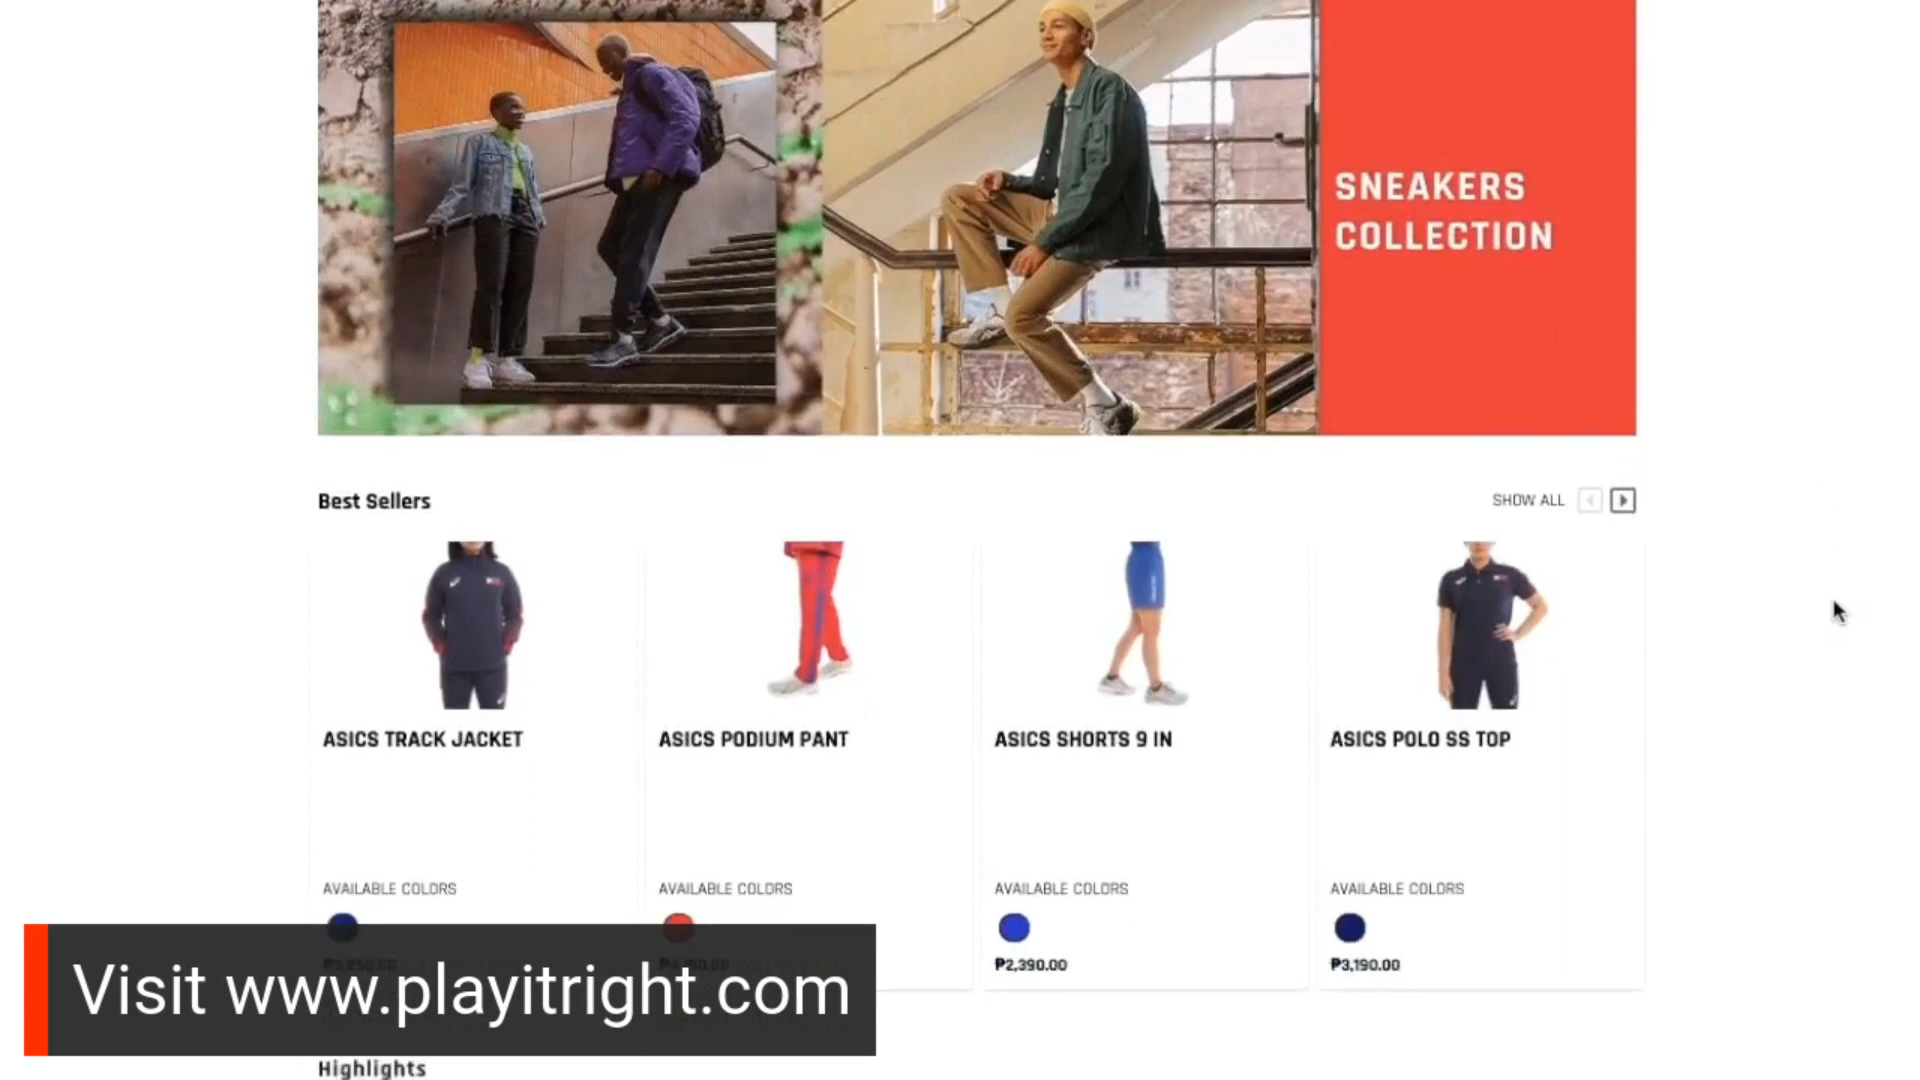 SNEAKERS
COLLECTION
Best Sellers
SHOW ALL
ASICS TRACK JACKET
ASICS PODIUM PANT
ASICS SHORTS 9 IN
ASICS POLO SS TOP
AVAILABLE COLORS
AVAILABLE COLORS
AVAILABLE COLORS
AVAILABLE COLORS
₱2,390.00
₱3,190.00
Visit www.playitright.com
Highlights